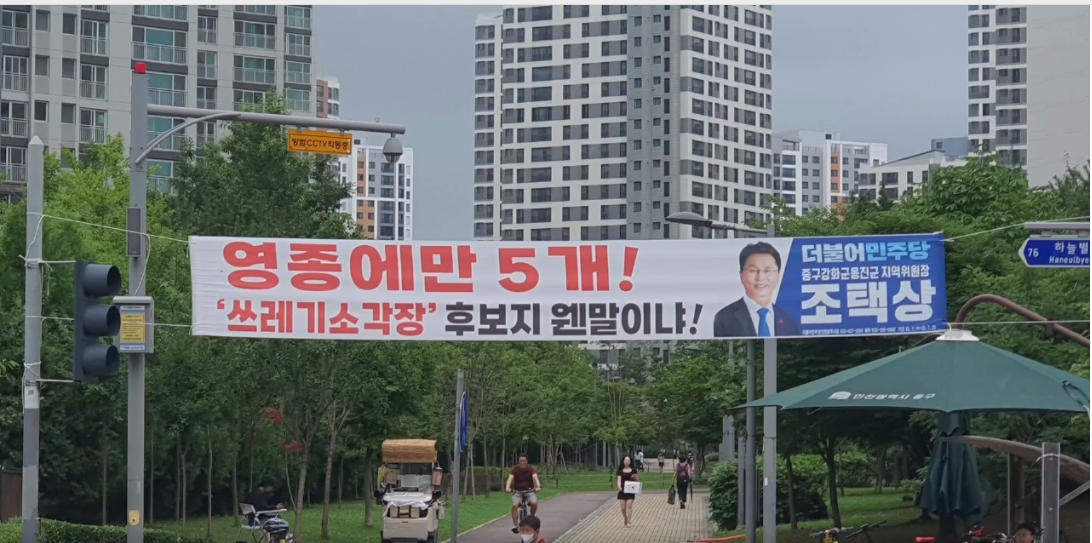 방범CCTV작동중
영종에만 5개!
'쓰레기소각장' 후보지 웬말이냐!
더불어민주당
중구강화군옹진군 지역위원장
조택상
76
하늘별
Haneulbye
인천광역시 중구